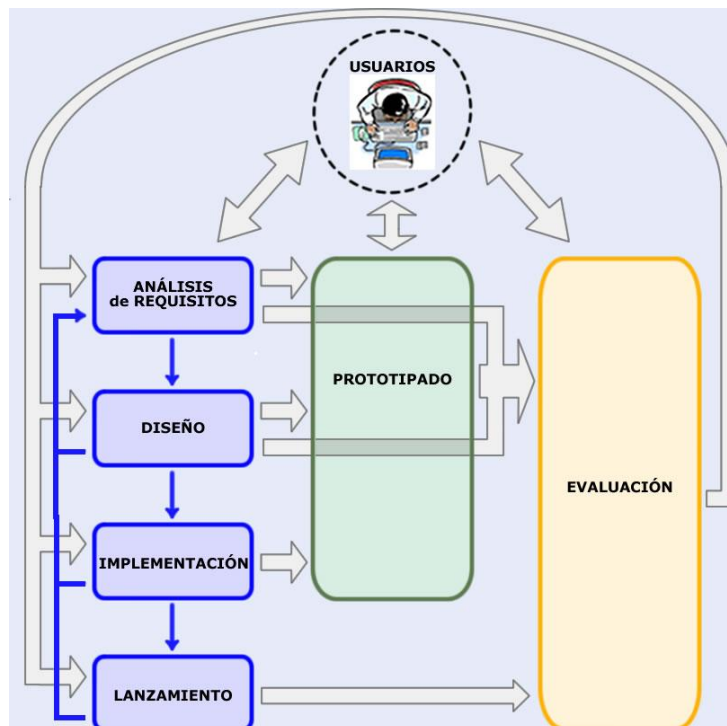 USUARIOS
ANÁLISIS
de REQUISITOS
PROTOTIPADO
DISEÑO
EVALUACIÓN
IMPLEMENTACIÓN
LANZAMIENTO